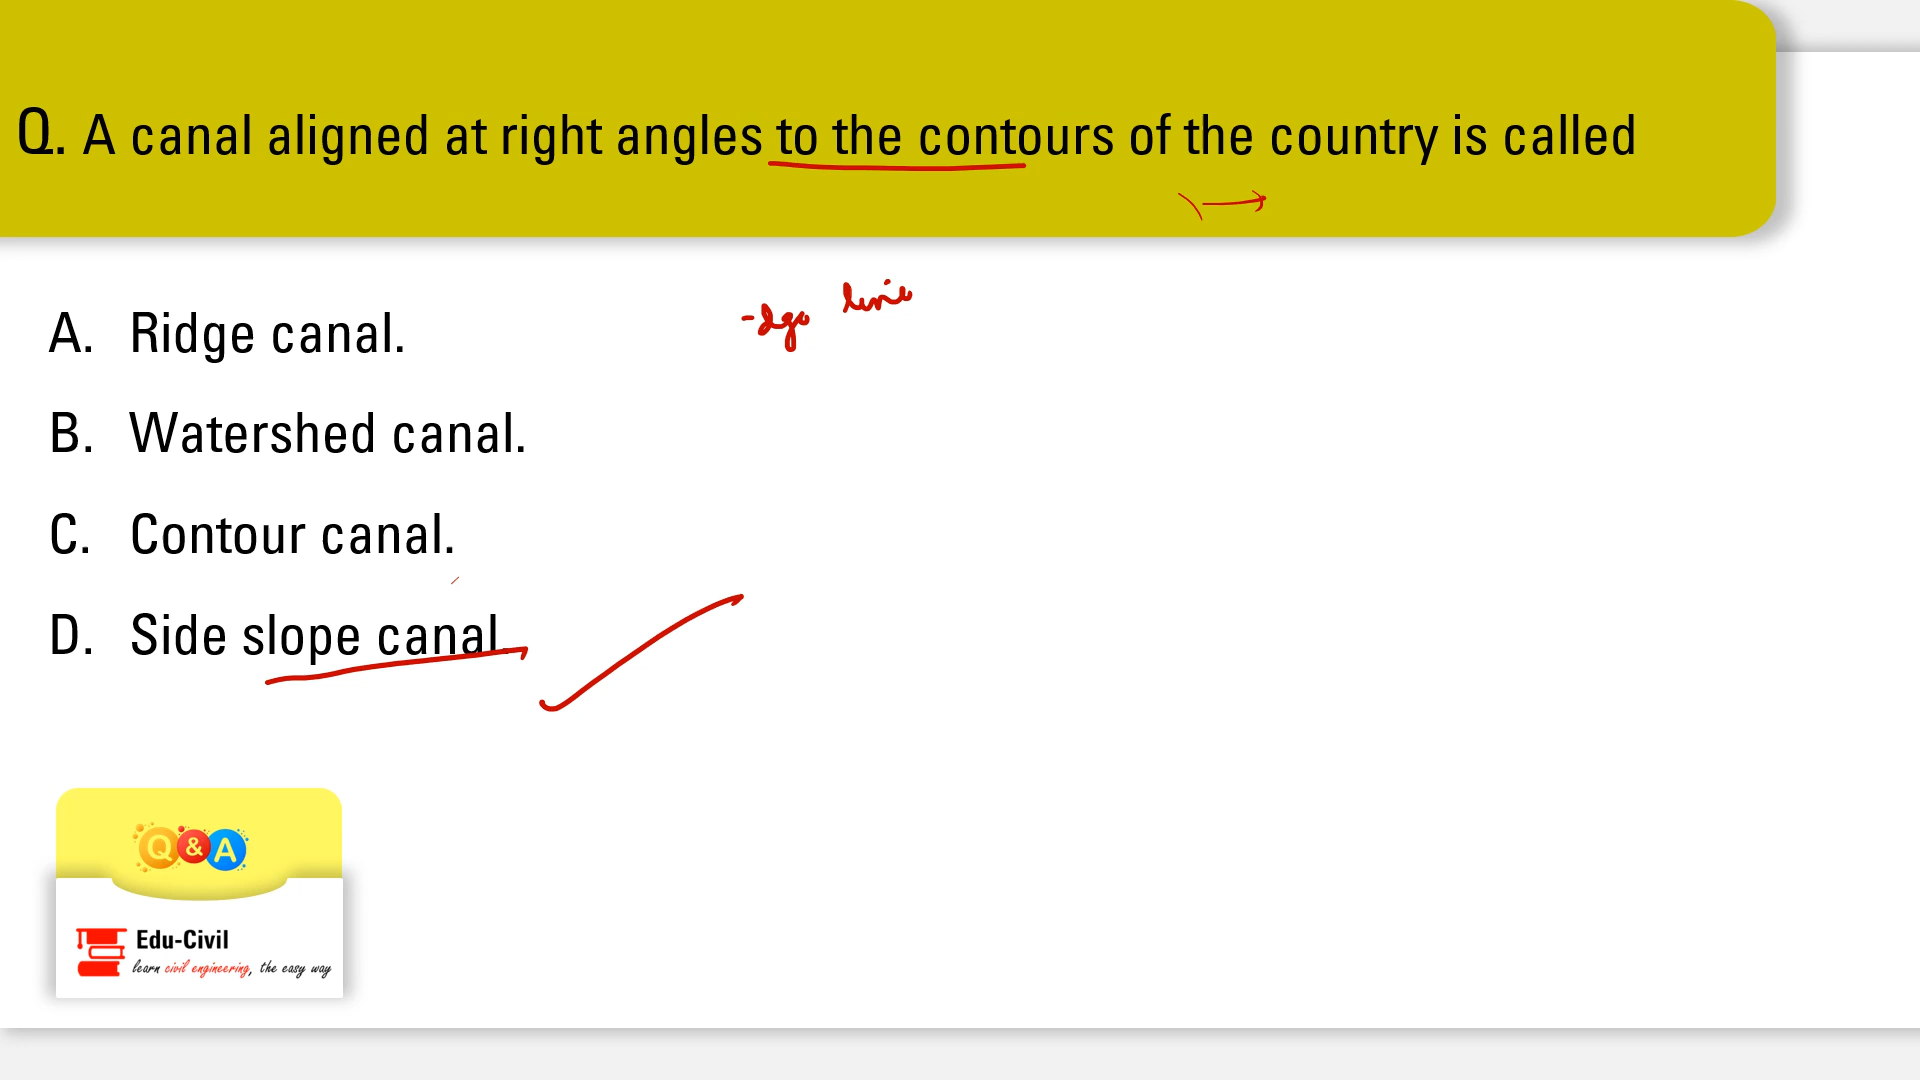 Q. A canal aligned at right angles to the contours of the country is called
A. Ridge canal.
B. Watershed canal.
C. Contour canal.
D. Side slope canal.
line
Q&A
Edu-Civil
learn civil engineering, the easy way